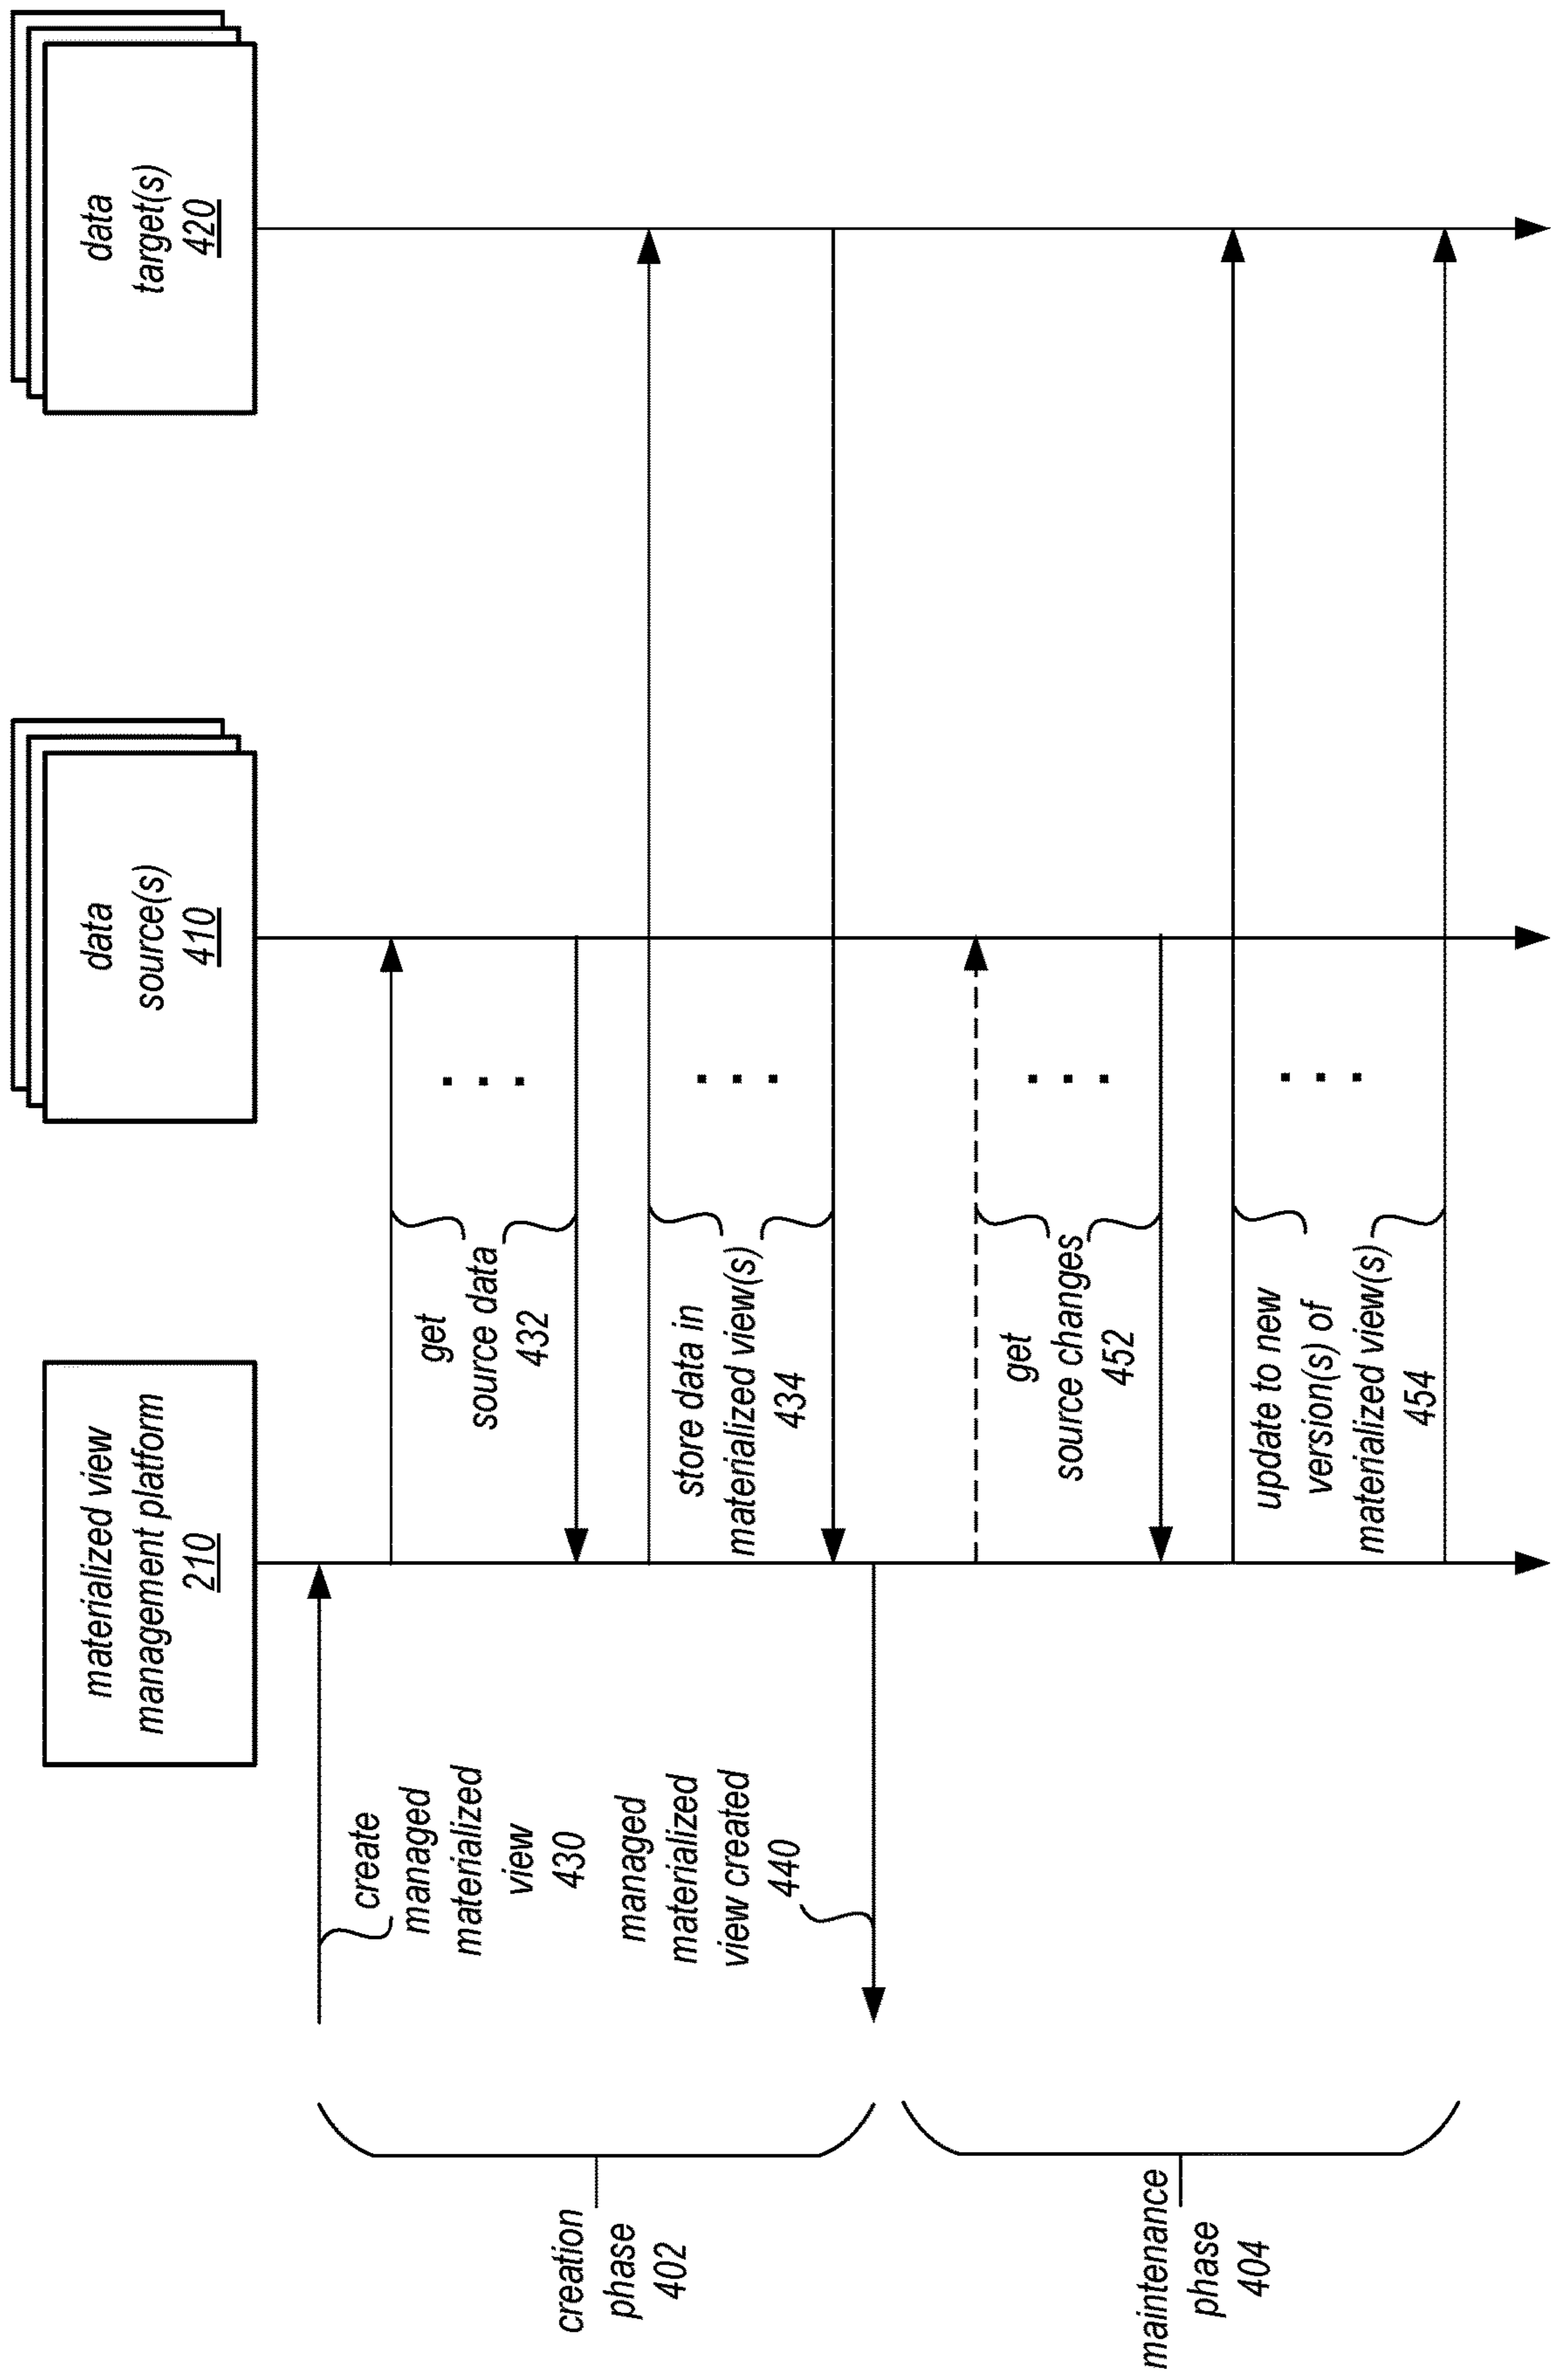 materialized view
management platform
210
data
source(s)
410
data
target(s)
420
creation
phase
402
create
managed
materialized
view
430
get
source data
432
store data in
materialized view(s)
434
managed
materialized
view created
440
maintenance
phase
404
get
source changes
452
update to new
version(s) of
materialized view(s)
454